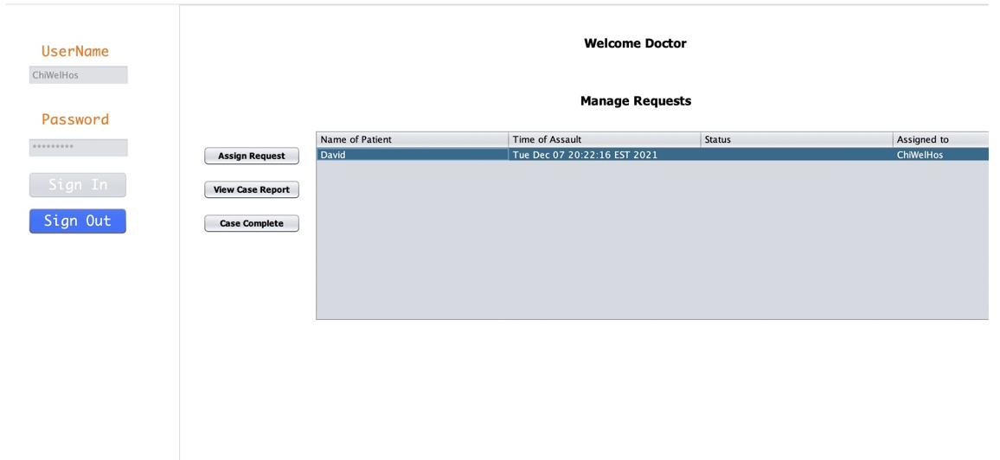 UserName
ChiWelHos
Password
*********
Sign In
Sign Out
Welcome Doctor
Manage Requests
Assign Request
View Case Report
Case Complete
Name of Patient Time of Assault Status Assigned to
David Tue Dec 07 20:22:16 EST 2021 ChiWelHos